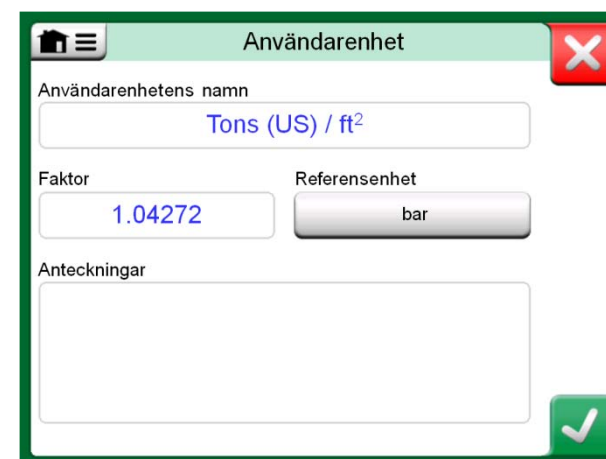 Användarenhet
Användarenhetens namn
Tons (US) / ft²
Faktor
Referensenhet
1.04272
bar
Anteckningar